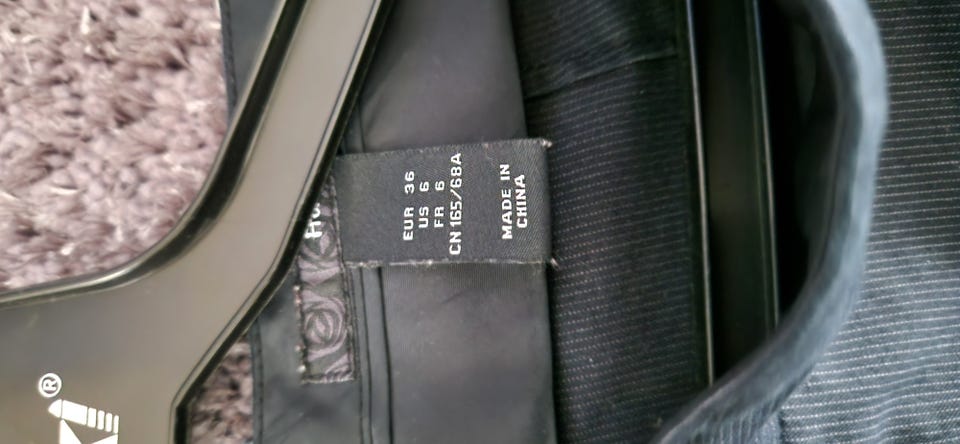 EUR 36
US 6
FR 6
CN 165/68A
MADE IN
CHINA